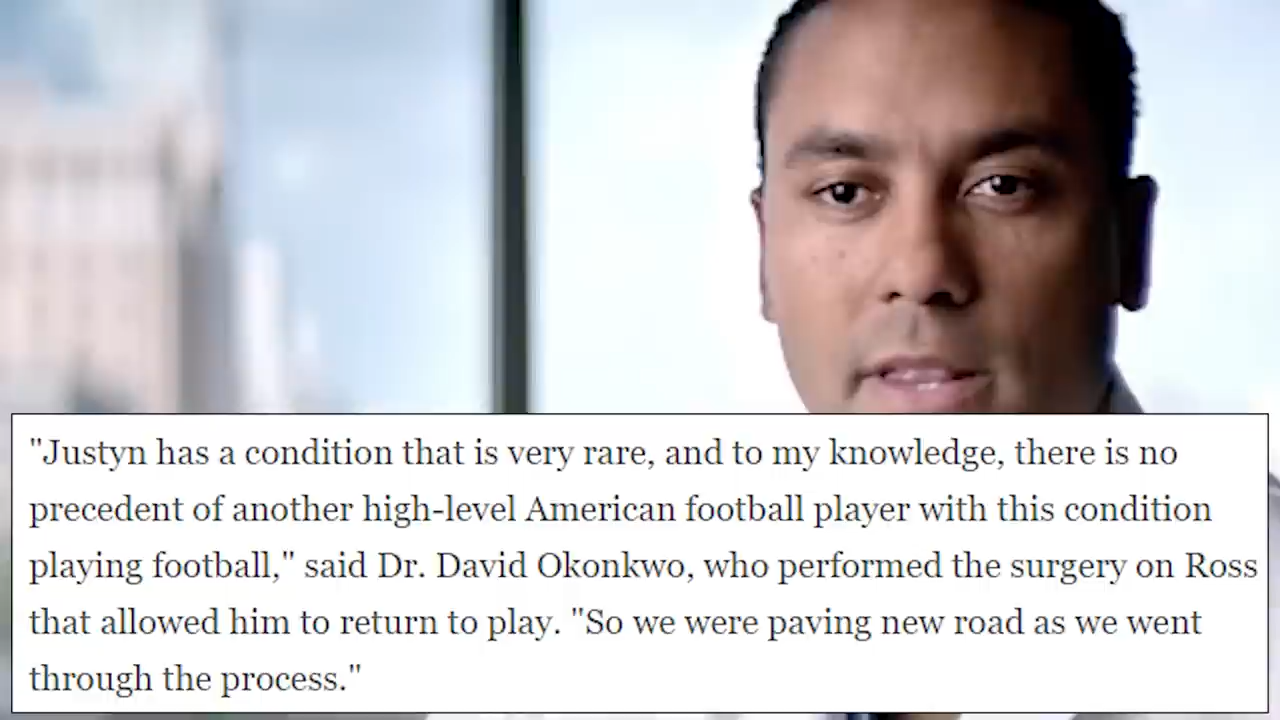 "Justyn has a condition that is very rare, and to my knowledge, there is no
precedent of another high-level American football player with this condition
playing football," said Dr. David Okonkwo, who performed the surgery on Ross
that allowed him to return to play. "So we were paving new road as we went
through the process."